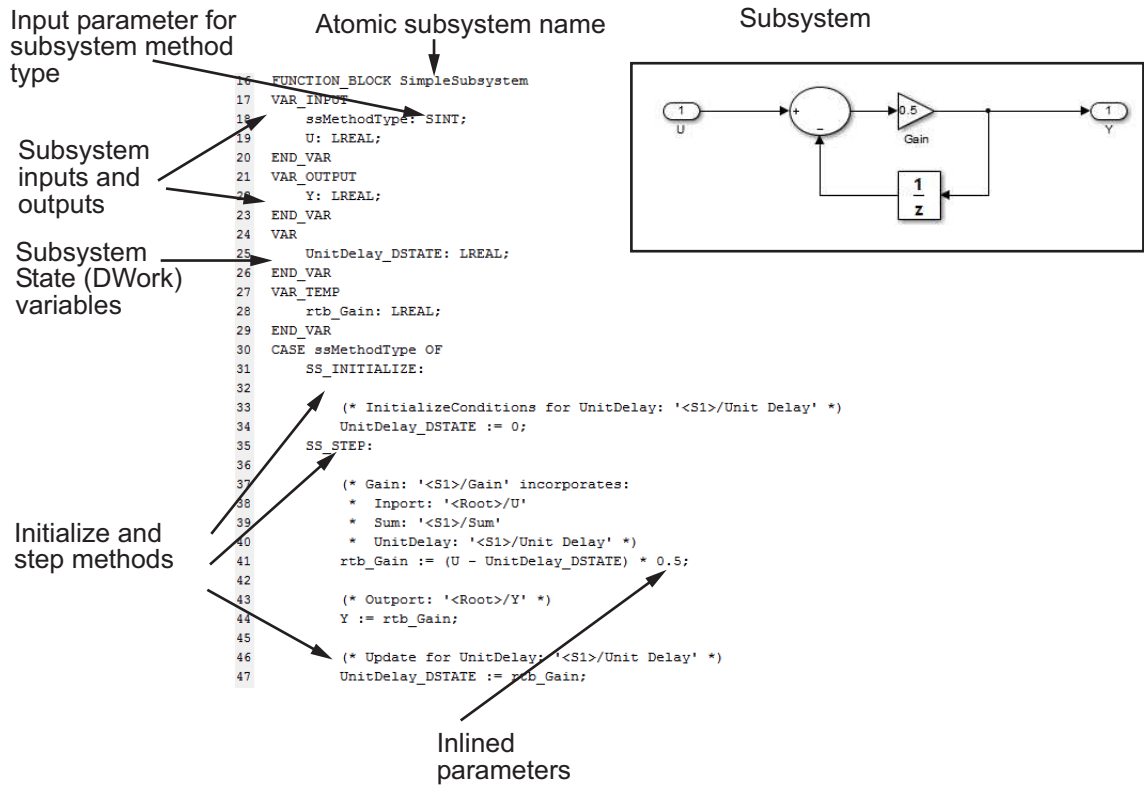 Input parameter for
subsystem method
type
Atomic subsystem name
Subsystem
16 FUNCTION_BLOCK SimpleSubsystem
17 VAR_INPUT
18 ssMethodType: SINT;
19 U: LREAL;
20 END_VAR
21 VAR_OUTPUT
22 Y: LREAL;
23 END_VAR
24 VAR
25 UnitDelay_DSTATE: LREAL;
26 END_VAR
27 VAR_TEMP
28 rtb_Gain: LREAL;
29 END_VAR
30 CASE ssMethodType OF
31 SS_INITIALIZE:
32
33 (* InitializeConditions for UnitDelay: '<S1>/Unit Delay' *)
34 UnitDelay_DSTATE := 0;
35 SS_STEP:
36
37 (* Gain: '<S1>/Gain' incorporates:
38 * Inport: '<Root>/U'
39 * Sum: '<S1>/Sum'
40 * UnitDelay: '<S1>/Unit Delay' *)
41 rtb_Gain := (U - UnitDelay_DSTATE) * 0.5;
42
43 (* Outport: '<Root>/Y' *)
44 Y := rtb_Gain;
45
46 (* Update for UnitDelay: '<S1>/Unit Delay' *)
47 UnitDelay_DSTATE := rtb_Gain;
Subsystem
inputs and
outputs
Subsystem
State (DWork)
variables
Initialize and
step methods
Inlined
parameters
1
U
+
−
0.5
Gain
1
z
1
Y